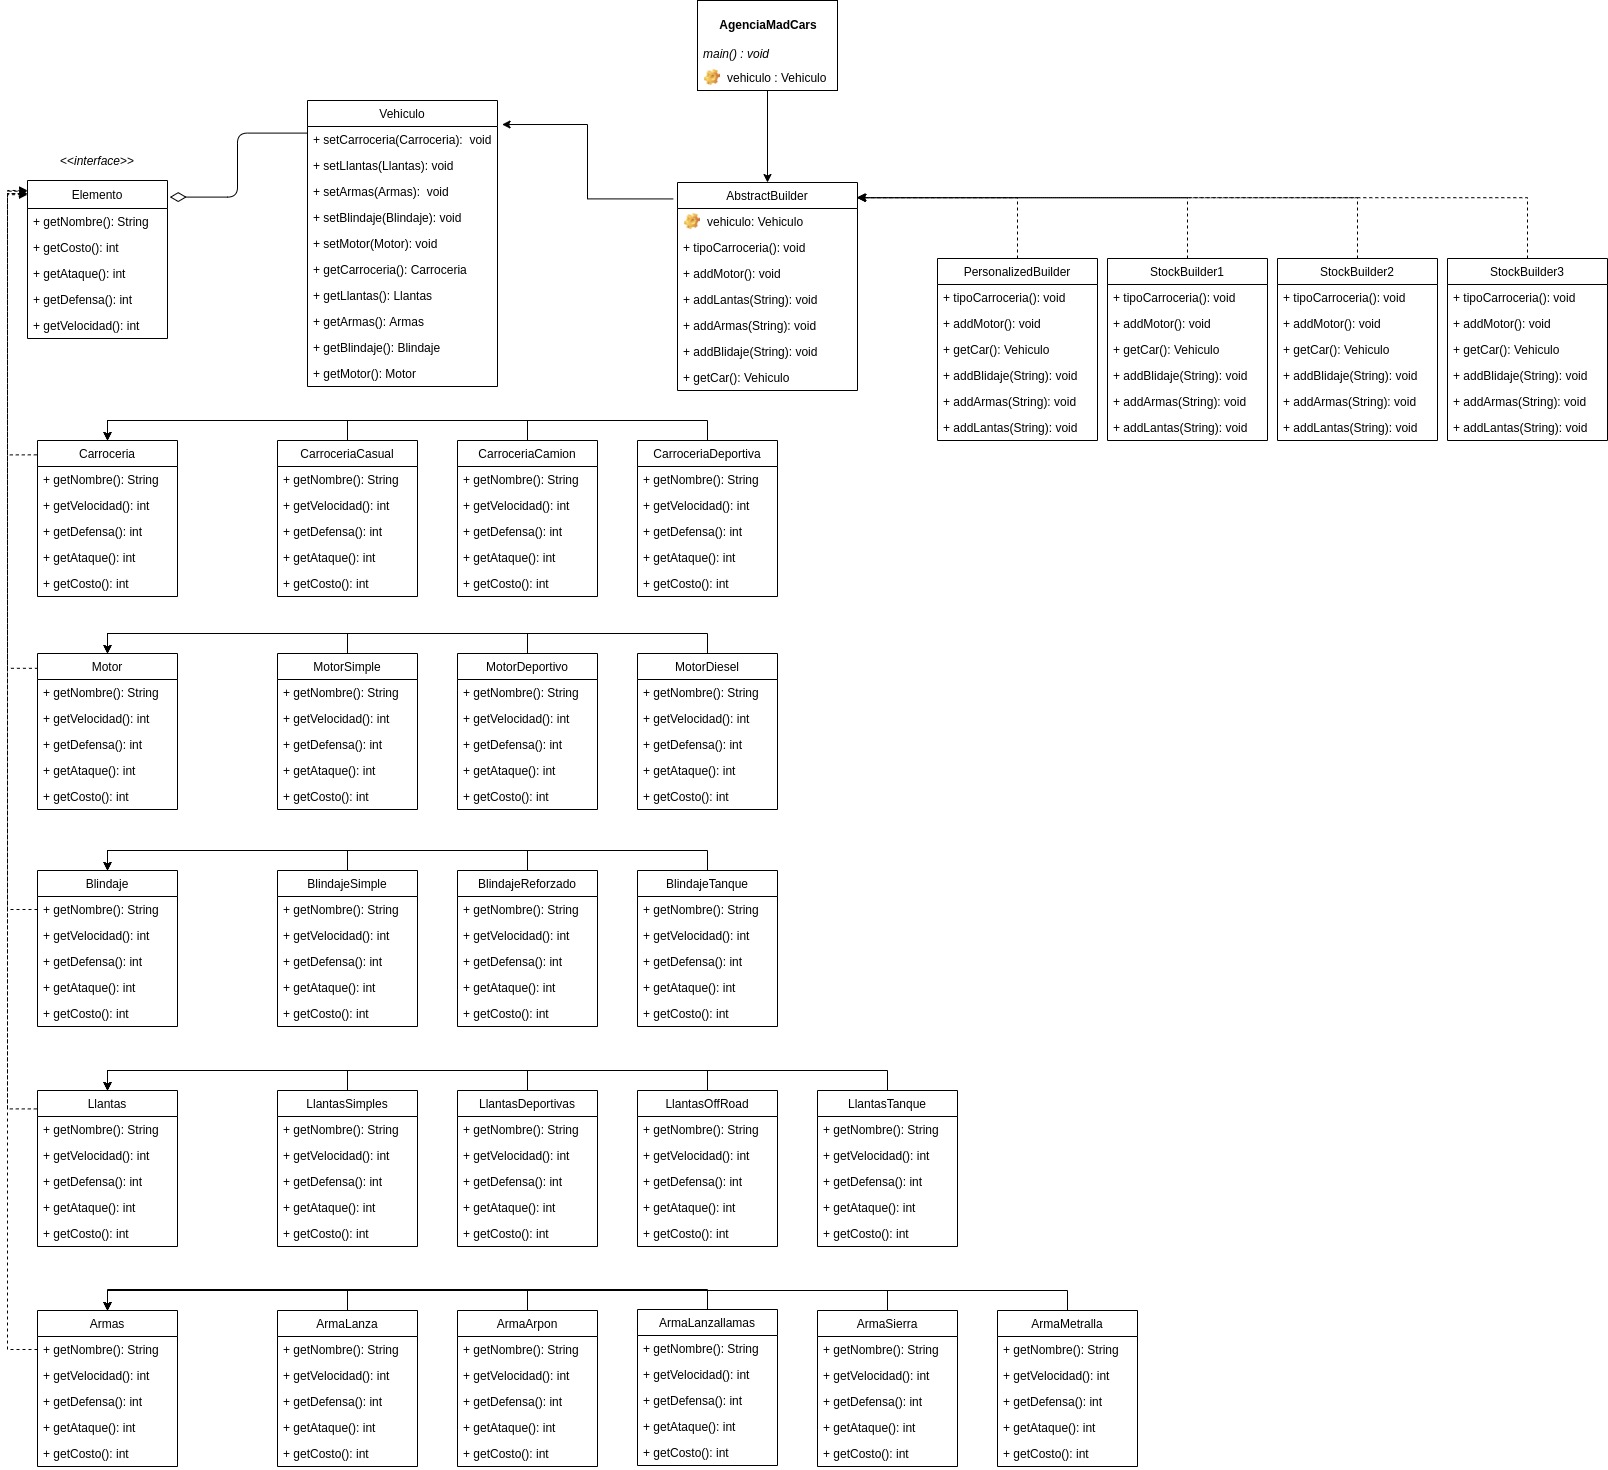 AgenciaMadCars
main() : void
vehiculo : Vehiculo
<<interface>>
Elemento
+ getNombre(): String
+ getCosto(): int
+ getAtaque(): int
+ getDefensa(): int
+ getVelocidad(): int
Vehiculo
+ setCarroceria(Carroceria):  void
+ setLlantas(Llantas): void
+ setArmas(Armas):  void
+ setBlindaje(Blindaje): void
+ setMotor(Motor): void
+ getCarroceria(): Carroceria
+ getLlantas(): Llantas
+ getArmas(): Armas
+ getBlindaje(): Blindaje
+ getMotor(): Motor
AbstractBuilder
vehiculo: Vehiculo
+ tipoCarroceria(): void
+ addMotor(): void
+ addLantas(String): void
+ addArmas(String): void
+ addBlidaje(String): void
+ getCar(): Vehiculo
PersonalizedBuilder
+ tipoCarroceria(): void
+ addMotor(): void
+ getCar(): Vehiculo
+ addBlidaje(String): void
+ addArmas(String): void
+ addLantas(String): void
StockBuilder1
+ tipoCarroceria(): void
+ addMotor(): void
+ getCar(): Vehiculo
+ addBlidaje(String): void
+ addArmas(String): void
+ addLantas(String): void
StockBuilder2
+ tipoCarroceria(): void
+ addMotor(): void
+ getCar(): Vehiculo
+ addBlidaje(String): void
+ addArmas(String): void
+ addLantas(String): void
StockBuilder3
+ tipoCarroceria(): void
+ addMotor(): void
+ getCar(): Vehiculo
+ addBlidaje(String): void
+ addArmas(String): void
+ addLantas(String): void
Carroceria
+ getNombre(): String
+ getVelocidad(): int
+ getDefensa(): int
+ getAtaque(): int
+ getCosto(): int
CarroceriaCasual
+ getNombre(): String
+ getVelocidad(): int
+ getDefensa(): int
+ getAtaque(): int
+ getCosto(): int
CarroceriaCamion
+ getNombre(): String
+ getVelocidad(): int
+ getDefensa(): int
+ getAtaque(): int
+ getCosto(): int
CarroceriaDeportiva
+ getNombre(): String
+ getVelocidad(): int
+ getDefensa(): int
+ getAtaque(): int
+ getCosto(): int
Motor
+ getNombre(): String
+ getVelocidad(): int
+ getDefensa(): int
+ getAtaque(): int
+ getCosto(): int
MotorSimple
+ getNombre(): String
+ getVelocidad(): int
+ getDefensa(): int
+ getAtaque(): int
+ getCosto(): int
MotorDeportivo
+ getNombre(): String
+ getVelocidad(): int
+ getDefensa(): int
+ getAtaque(): int
+ getCosto(): int
MotorDiesel
+ getNombre(): String
+ getVelocidad(): int
+ getDefensa(): int
+ getAtaque(): int
+ getCosto(): int
Blindaje
+ getNombre(): String
+ getVelocidad(): int
+ getDefensa(): int
+ getAtaque(): int
+ getCosto(): int
BlindajeSimple
+ getNombre(): String
+ getVelocidad(): int
+ getDefensa(): int
+ getAtaque(): int
+ getCosto(): int
BlindajeReforzado
+ getNombre(): String
+ getVelocidad(): int
+ getDefensa(): int
+ getAtaque(): int
+ getCosto(): int
BlindajeTanque
+ getNombre(): String
+ getVelocidad(): int
+ getDefensa(): int
+ getAtaque(): int
+ getCosto(): int
Llantas
+ getNombre(): String
+ getVelocidad(): int
+ getDefensa(): int
+ getAtaque(): int
+ getCosto(): int
LlantasSimples
+ getNombre(): String
+ getVelocidad(): int
+ getDefensa(): int
+ getAtaque(): int
+ getCosto(): int
LlantasDeportivas
+ getNombre(): String
+ getVelocidad(): int
+ getDefensa(): int
+ getAtaque(): int
+ getCosto(): int
LlantasOffRoad
+ getNombre(): String
+ getVelocidad(): int
+ getDefensa(): int
+ getAtaque(): int
+ getCosto(): int
LlantasTanque
+ getNombre(): String
+ getVelocidad(): int
+ getDefensa(): int
+ getAtaque(): int
+ getCosto(): int
Armas
+ getNombre(): String
+ getVelocidad(): int
+ getDefensa(): int
+ getAtaque(): int
+ getCosto(): int
ArmaLanza
+ getNombre(): String
+ getVelocidad(): int
+ getDefensa(): int
+ getAtaque(): int
+ getCosto(): int
ArmaArpon
+ getNombre(): String
+ getVelocidad(): int
+ getDefensa(): int
+ getAtaque(): int
+ getCosto(): int
ArmaLanzallamas
+ getNombre(): String
+ getVelocidad(): int
+ getDefensa(): int
+ getAtaque(): int
+ getCosto(): int
ArmaSierra
+ getNombre(): String
+ getVelocidad(): int
+ getDefensa(): int
+ getAtaque(): int
+ getCosto(): int
ArmaMetralla
+ getNombre(): String
+ getVelocidad(): int
+ getDefensa(): int
+ getAtaque(): int
+ getCosto(): int